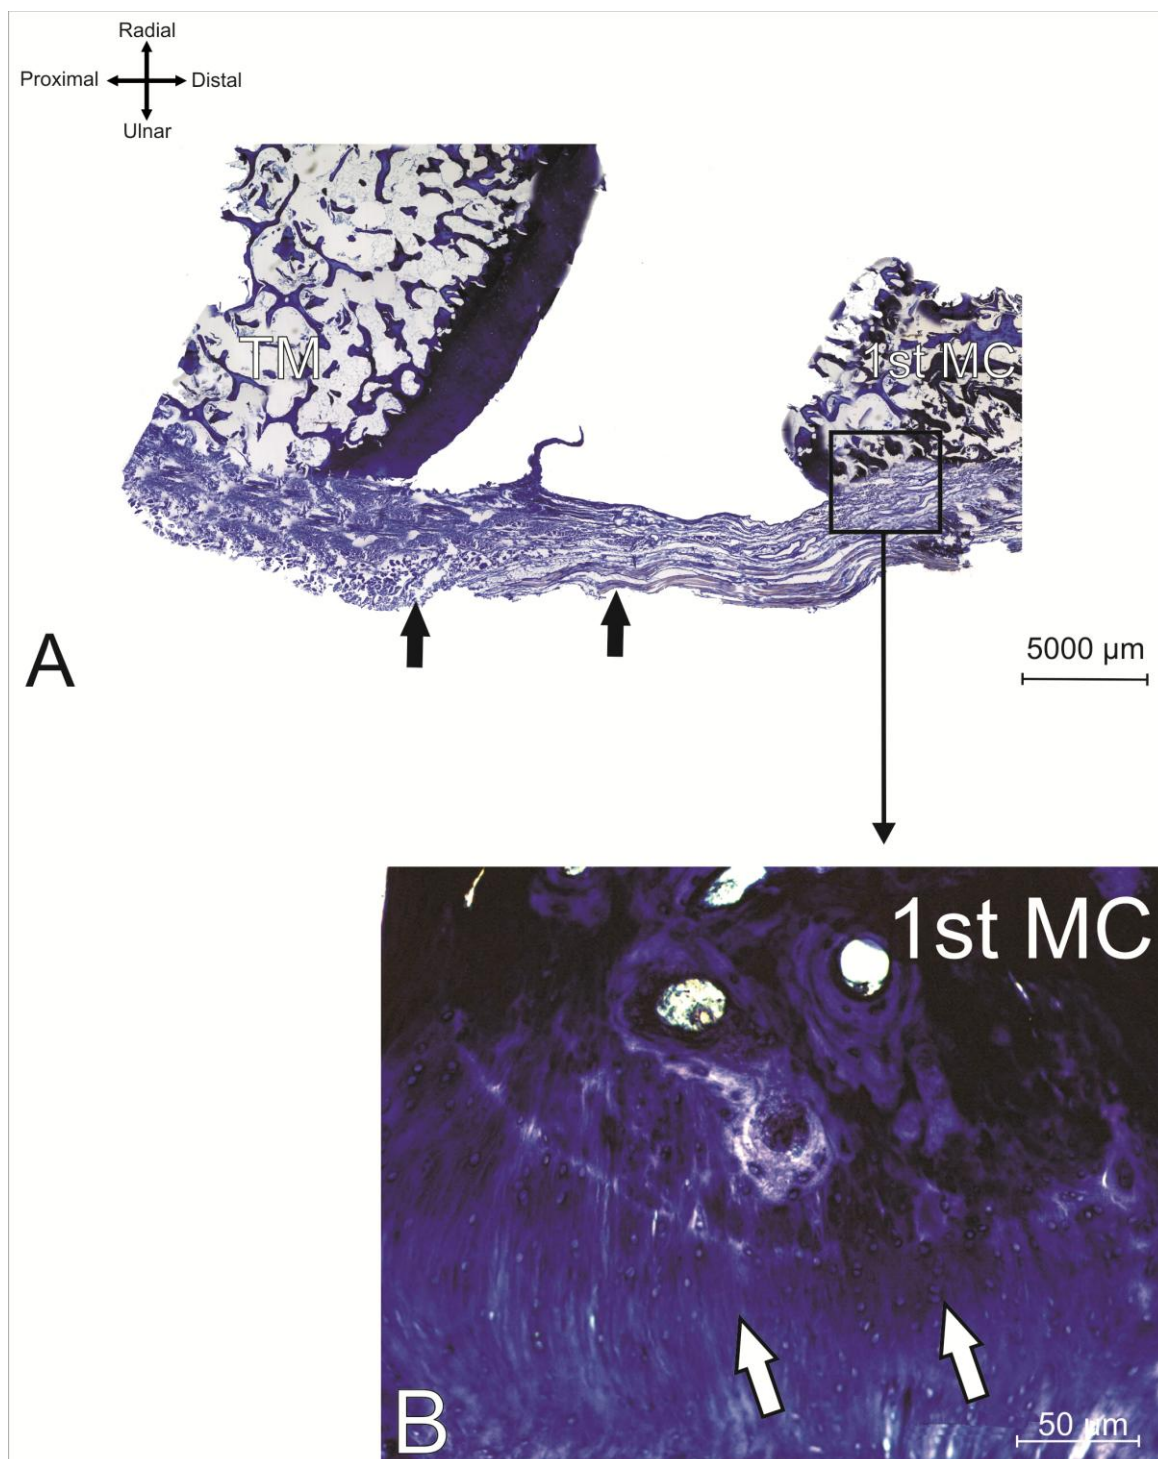 Radial
Proximal Distal
Ulnar
TM
1st MC
A
5000 µm
1st MC
B
50 µm